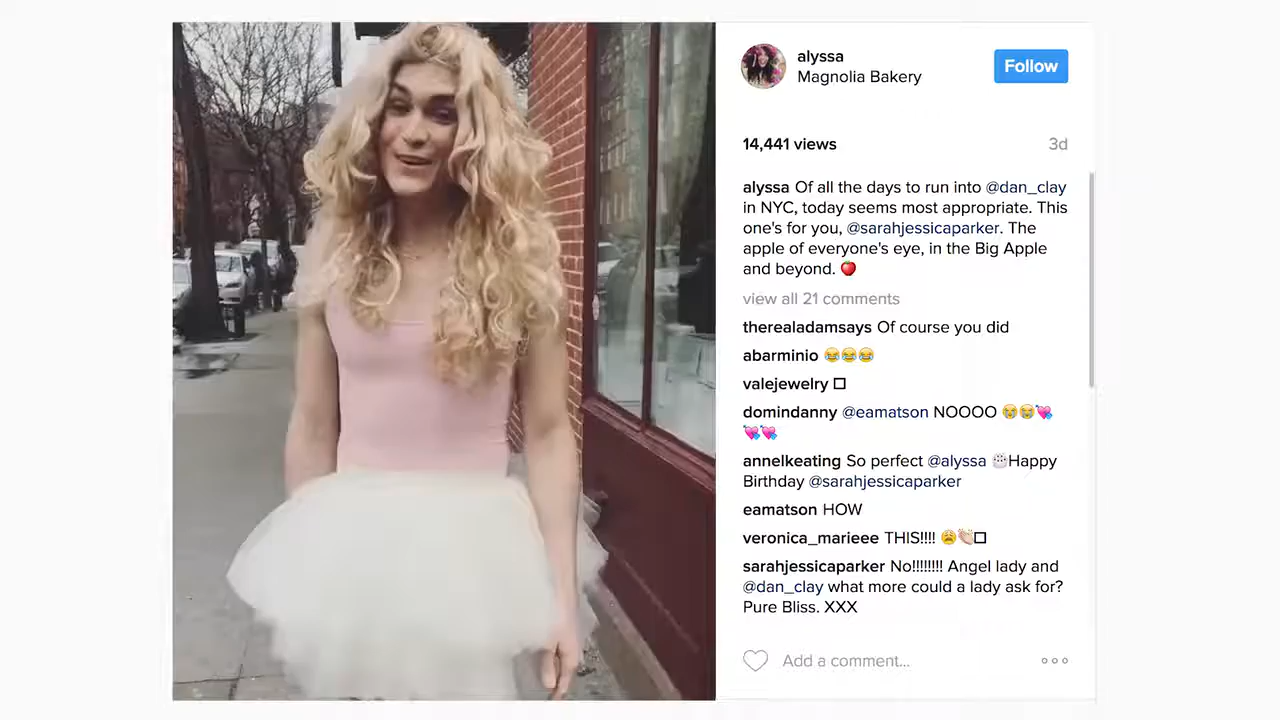 alyssa
Magnolia Bakery
Follow
14,441 views
3d
alyssa Of all the days to run into @dan_clay
in NYC, today seems most appropriate. This
one's for you, @sarahjessicaparker. The
apple of everyone's eye, in the Big Apple
and beyond. 🍎
view all 21 comments
therealadamsays Of course you did
abarminio 😂😂😂
valejewelry □
domindanny @eamatson NOOOO 😭😭💘
💘💘
annelkeating So perfect @alyssa 🎂Happy
Birthday @sarahjessicaparker
eamatson HOW
veronica_marieee THIS!!!! 😩👏🏻□
sarahjessicaparker No!!!!!!!! Angel lady and
@dan_clay what more could a lady ask for?
Pure Bliss. XXX
Add a comment...